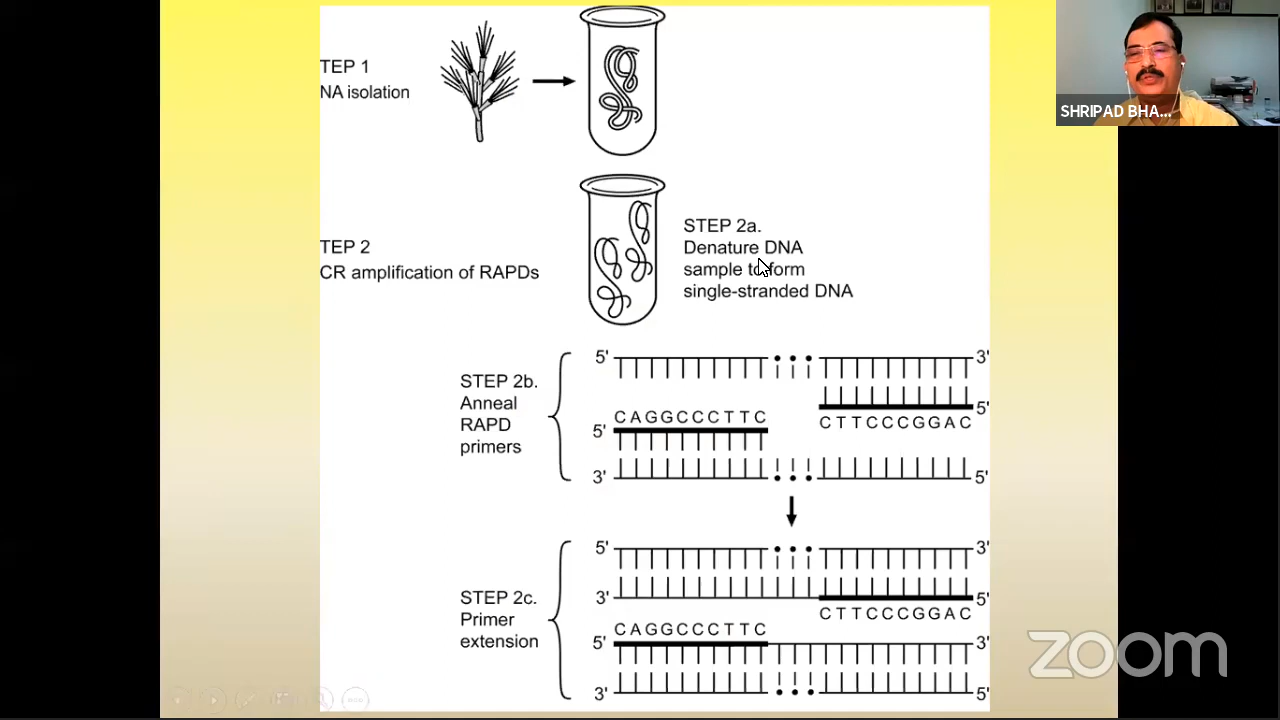 TEP 1
NA isolation
SHRIPAD BHA...
TEP 2
CR amplification of RAPDs
STEP 2a.
Denature DNA
sample to form
single-stranded DNA
STEP 2b.
Anneal
RAPD
primers
5' 3'
5'
C A G G C C C T T C
C T T C C C G G A C
5'
3' 5'
STEP 2c.
Primer
extension
5' 3'
3' 5'
C T T C C C G G A C
C A G G C C C T T C
5' 3'
3' 5'
zoom